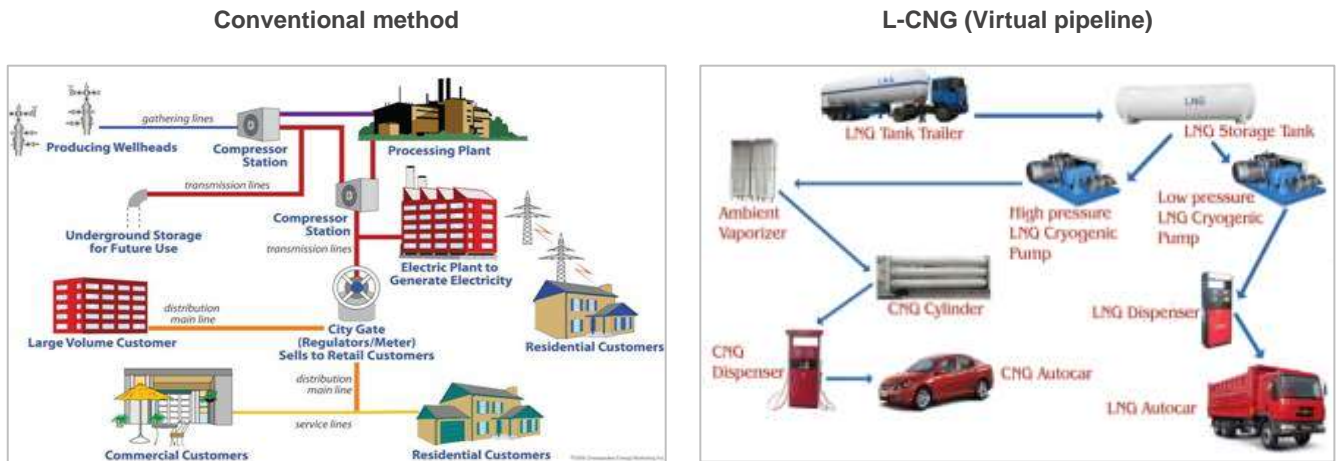 Conventional method
gathering lines
Producing Wellheads
Compressor
Station
Processing Plant
transmission lines
Underground Storage
for Future Use
Compressor
Station
transmission lines
Electric Plant to
Generate Electricity
distribution
main line
Large Volume Customer
City Gate
(Regulators/Meter)
Sells to Retail Customers
Residential Customers
distribution
main line
service lines
Commercial Customers
Residential Customers
L-CNG (Virtual pipeline)
LNG
LNG Tank Trailer
LNG
LNG Storage Tank
Ambient
Vaporizer
High pressure
LNG Cryogenic
Pump
Low pressure
LNG Cryogenic
Pump
CNG Cylinder
LNG Dispenser
CNG
Dispenser
CNG Autocar
LNG Autocar